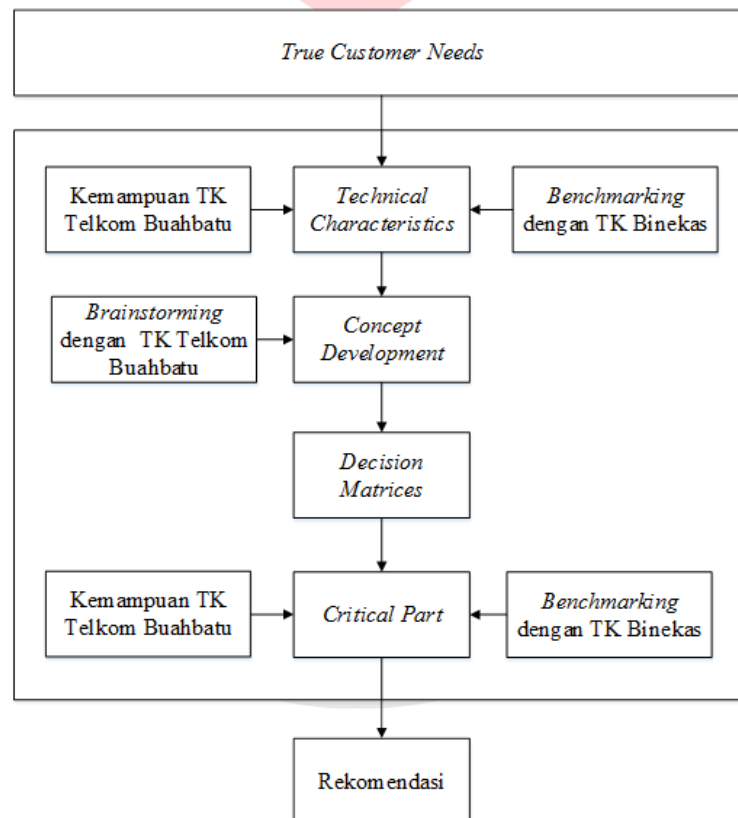 True Customer Needs
Kemampuan TK
Telkom Buahbatu
Technical
Characteristics
Benchmarking
dengan TK Binekas
Brainstorming
dengan TK Telkom
Buahbatu
Concept
Development
Decision
Matrices
Kemampuan TK
Telkom Buahbatu
Critical Part
Benchmarking
dengan TK Binekas
Rekomendasi